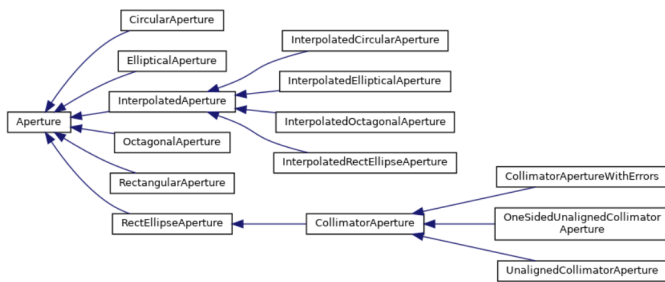 CircularAperture
InterpolatedCircularAperture
EllipticalAperture
InterpolatedEllipticalAperture
InterpolatedAperture
Aperture
InterpolatedOctagonalAperture
OctagonalAperture
InterpolatedRectEllipseAperture
RectangularAperture
CollimatorApertureWithErrors
RectEllipseAperture
CollimatorAperture
OneSidedUnalignedCollimator
Aperture
UnalignedCollimatorAperture